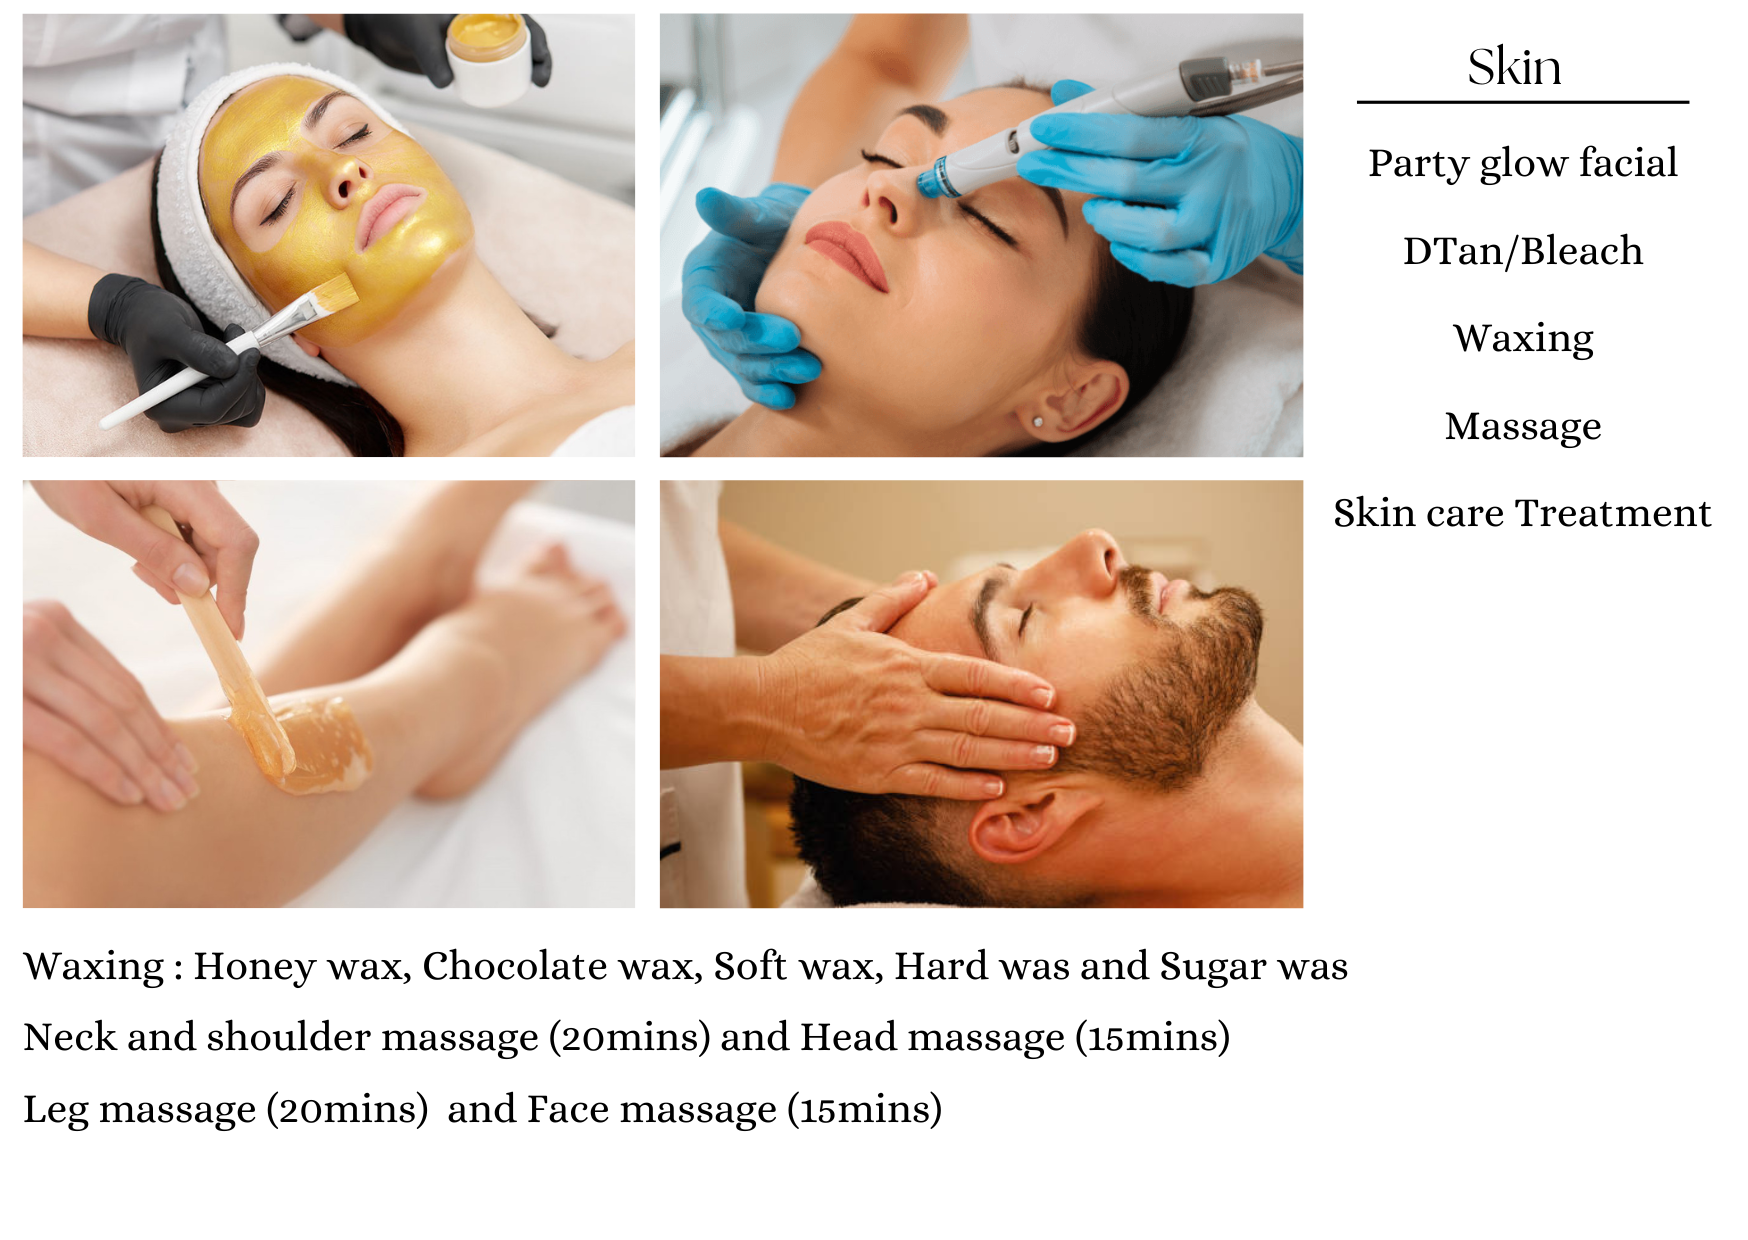 Skin
Party glow facial
DTan/Bleach
Waxing
Massage
Skin care Treatment
Waxing : Honey wax, Chocolate wax, Soft wax, Hard was and Sugar was
Neck and shoulder massage (20mins) and Head massage (15mins)
Leg massage (20mins) and Face massage (15mins)